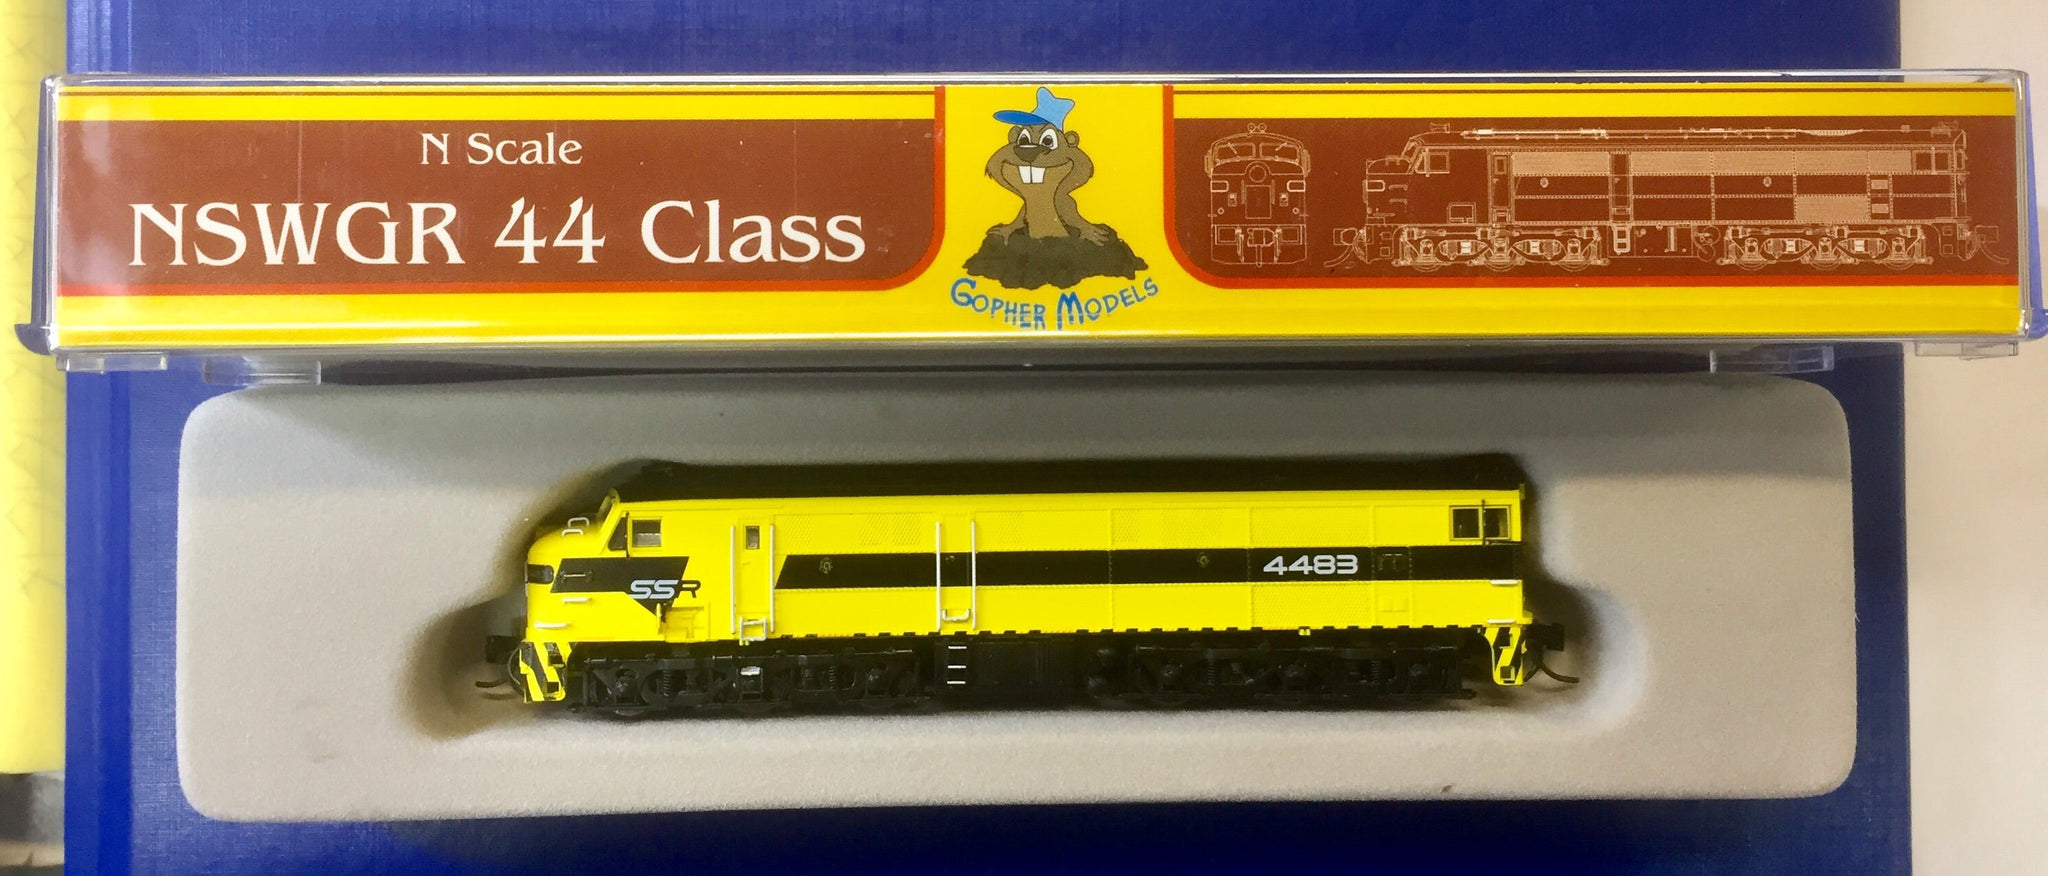 N Scale
NSWGR 44 Class
GOPHER MODELS
SSR
4483